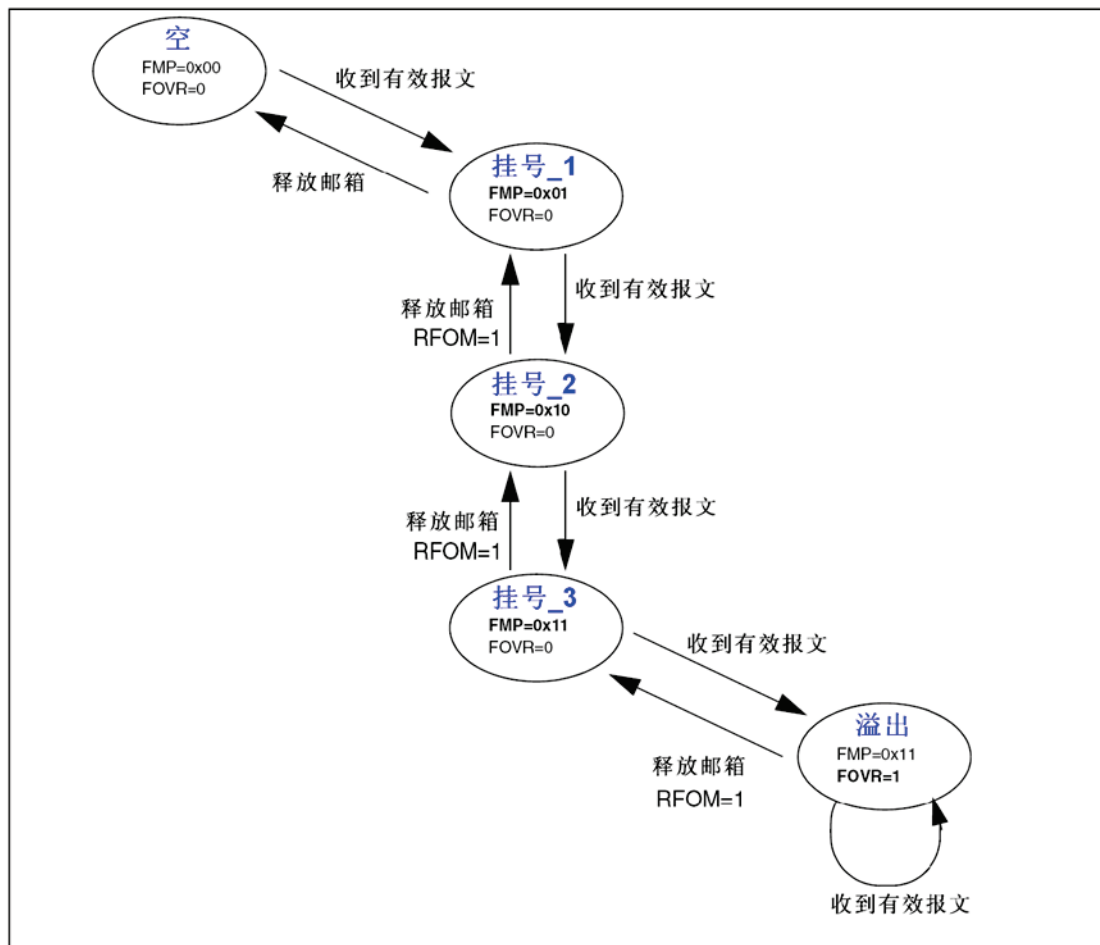 空
FMP=0x00
FOVR=0
收到有效报文
释放邮箱
挂号_1
FMP=0x01
FOVR=0
收到有效报文
释放邮箱
RFOM=1
挂号_2
FMP=0x10
FOVR=0
收到有效报文
释放邮箱
RFOM=1
挂号_3
FMP=0x11
FOVR=0
收到有效报文
溢出
FMP=0x11
FOVR=1
释放邮箱
RFOM=1
收到有效报文